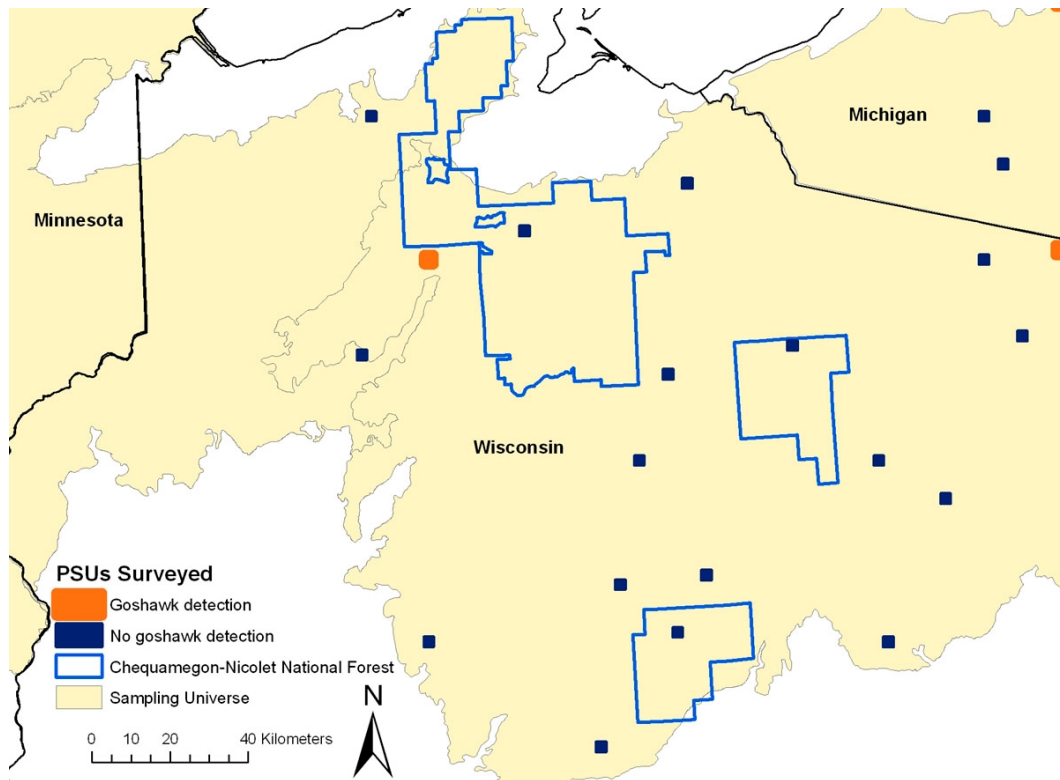 Michigan
Minnesota
Wisconsin
PSUs Surveyed
Goshawk detection
No goshawk detection
Chequamegon-Nicolet National Forest
Sampling Universe
N
0 10 20 40 Kilometers